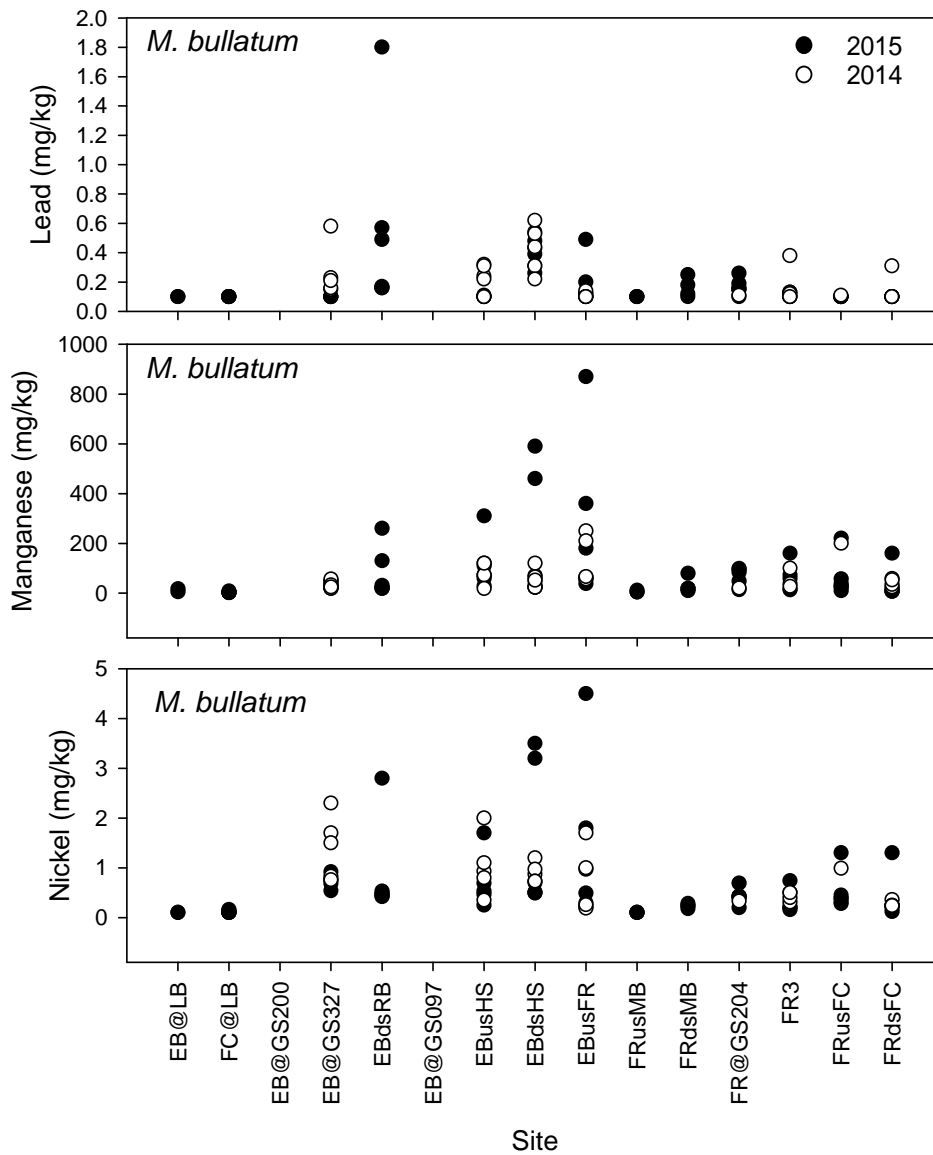 2.0
1.8
1.6
1.4
1.2
1.0
0.8
0.6
0.4
0.2
0.0
Lead (mg/kg)
M. bullatum
2015
2014
1000
800
600
400
200
0
Manganese (mg/kg)
M. bullatum
5
4
3
2
1
0
Nickel (mg/kg)
M. bullatum
EB@LB
FC@LB
EB@GS200
EB@GS327
EBdsRB
EB@GS097
EBusHS
EBdsHS
EBusFR
FRusMB
FRdsMB
FR@GS204
FR3
FRusFC
FRdsFC
Site